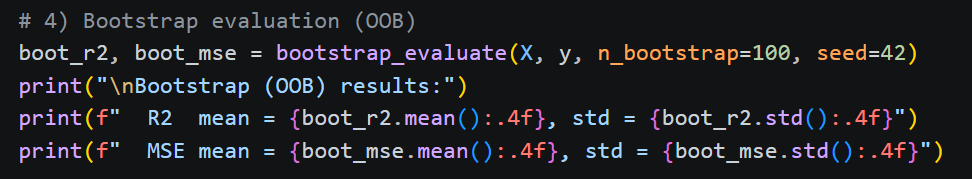 # 4) Bootstrap evaluation (OOB)
boot_r2, boot_mse = bootstrap_evaluate(X, y, n_bootstrap=100, seed=42)
print("\nBootstrap (OOB) results:")
print(f"  R2  mean = {boot_r2.mean():.4f}, std = {boot_r2.std():.4f}")
print(f"  MSE mean = {boot_mse.mean():.4f}, std = {boot_mse.std():.4f}")